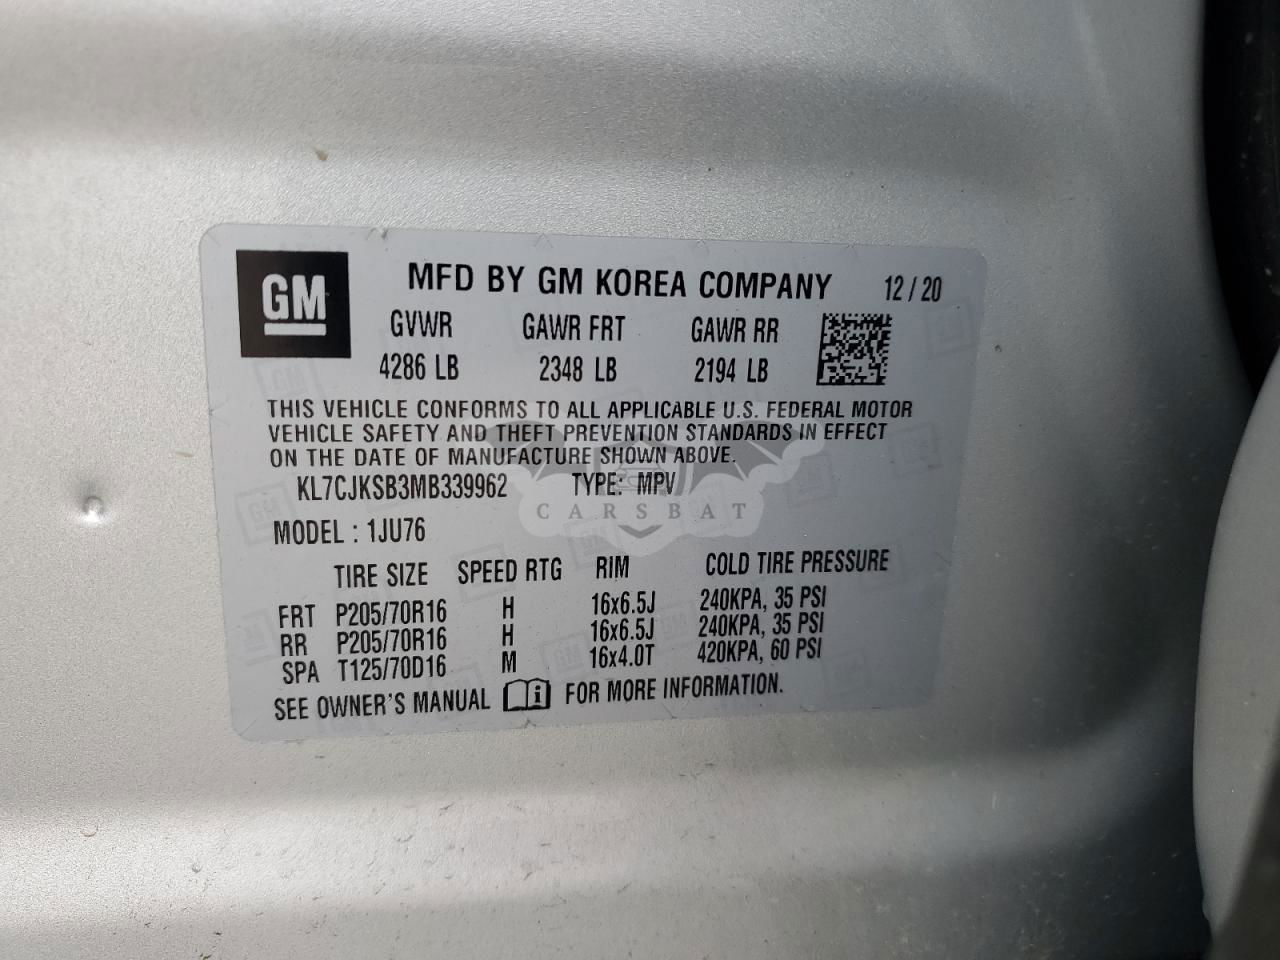 GM
MFD BY GM KOREA COMPANY 12 / 20
GVWR GAWR FRT GAWR RR
4286 LB 2348 LB 2194 LB
THIS VEHICLE CONFORMS TO ALL APPLICABLE U.S. FEDERAL MOTOR
VEHICLE SAFETY AND THEFT PREVENTION STANDARDS IN EFFECT
ON THE DATE OF MANUFACTURE SHOWN ABOVE.
KL7CJKSB3MB339962 TYPE: MPV
CARSBAT
MODEL : 1JU76
TIRE SIZE SPEED RTG RIM COLD TIRE PRESSURE
FRT P205/70R16 H 16x6.5J 240KPA, 35 PSI
RR P205/70R16 H 16x6.5J 240KPA, 35 PSI
SPA T125/70D16 M 16x4.0T 420KPA, 60 PSI
SEE OWNER'S MANUAL i FOR MORE INFORMATION.